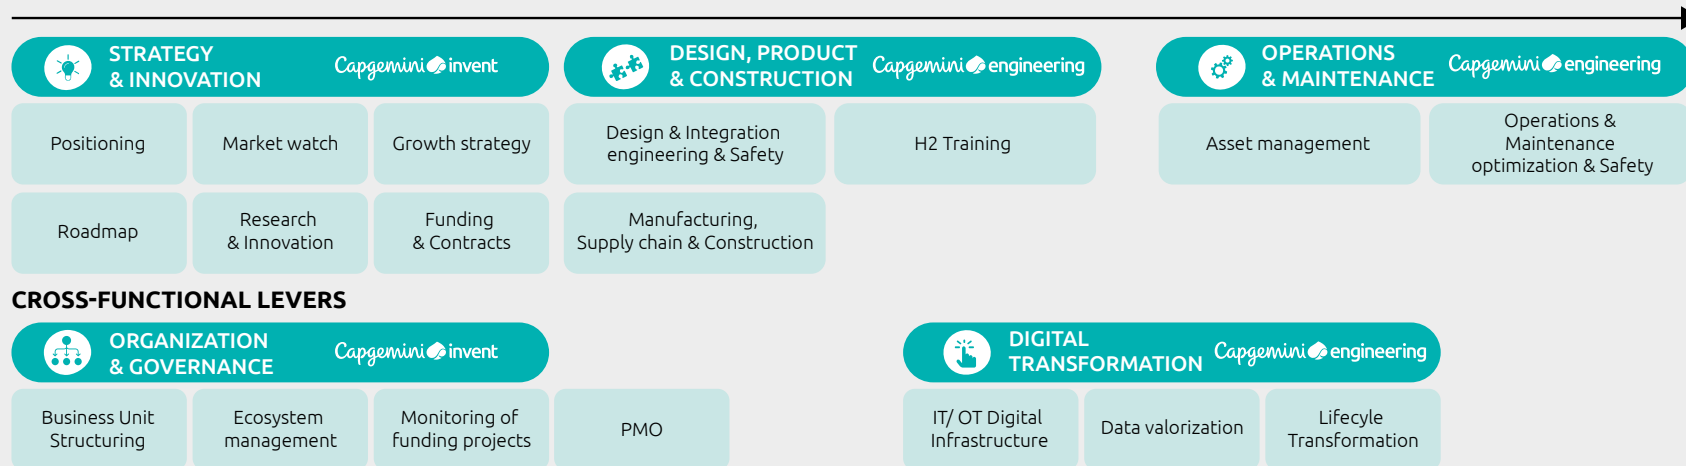 STRATEGY
& INNOVATION
Capgemini invent
DESIGN, PRODUCT
& CONSTRUCTION
Capgemini engineering
OPERATIONS
& MAINTENANCE
Capgemini engineering
Positioning
Market watch
Growth strategy
Design & Integration
engineering & Safety
H2 Training
Asset management
Operations &
Maintenance
optimization & Safety
Roadmap
Research
& Innovation
Funding
& Contracts
Manufacturing,
Supply chain & Construction
CROSS-FUNCTIONAL LEVERS
ORGANIZATION
& GOVERNANCE
Capgemini invent
DIGITAL
TRANSFORMATION
Capgemini engineering
Business Unit
Structuring
Ecosystem
management
Monitoring of
funding projects
PMO
IT/ OT Digital
Infrastructure
Data valorization
Lifecyle
Transformation